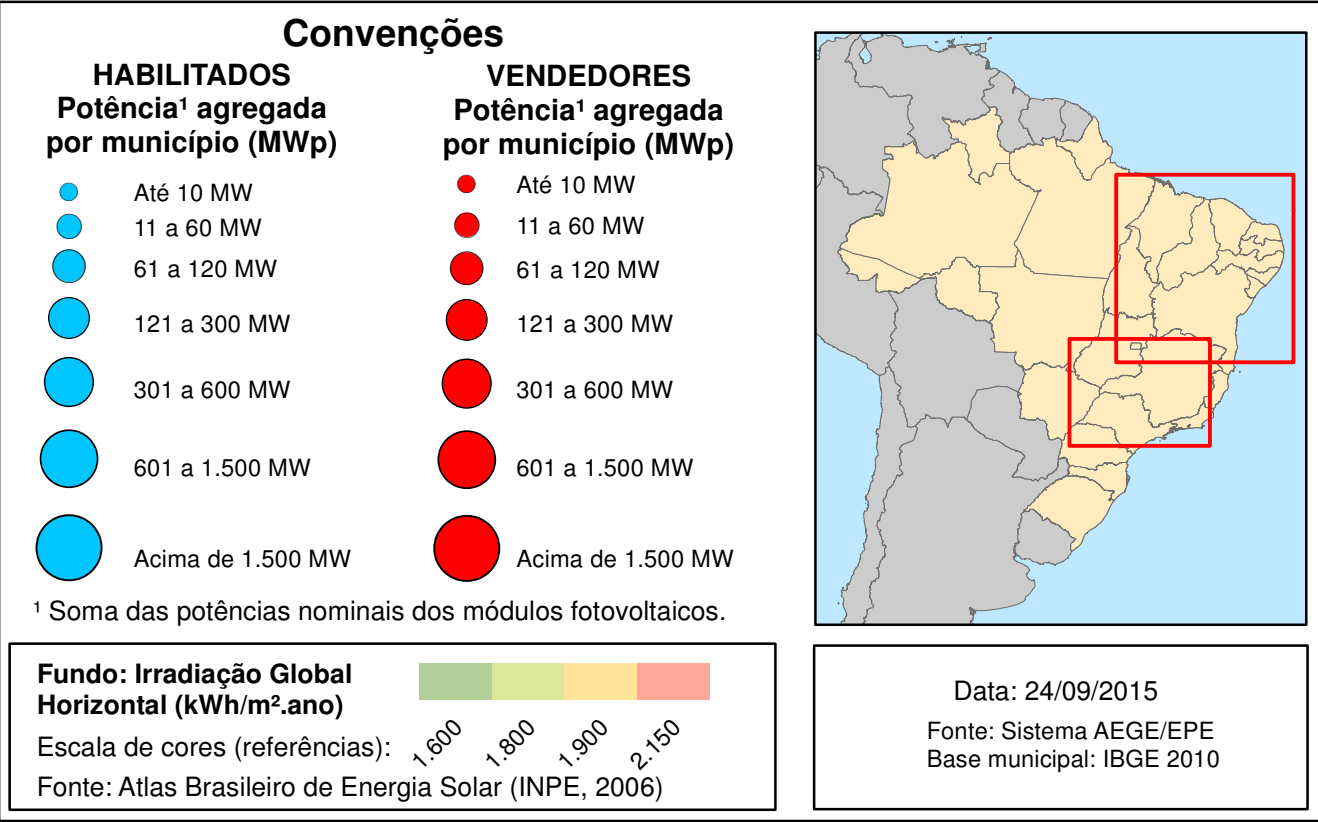 Convenções
HABILITADOS
Potência¹ agregada
por município (MWp)
Até 10 MW
11 a 60 MW
61 a 120 MW
121 a 300 MW
301 a 600 MW
601 a 1.500 MW
Acima de 1.500 MW
VENDEDORES
Potência¹ agregada
por município (MWp)
Até 10 MW
11 a 60 MW
61 a 120 MW
121 a 300 MW
301 a 600 MW
601 a 1.500 MW
Acima de 1.500 MW
¹ Soma das potências nominais dos módulos fotovoltaicos.
Fundo: Irradiação Global
Horizontal (kWh/m².ano)
Escala de cores (referências):
1.600
1.800
1.900
2.150
Fonte: Atlas Brasileiro de Energia Solar (INPE, 2006)
Data: 24/09/2015
Fonte: Sistema AEGE/EPE
Base municipal: IBGE 2010